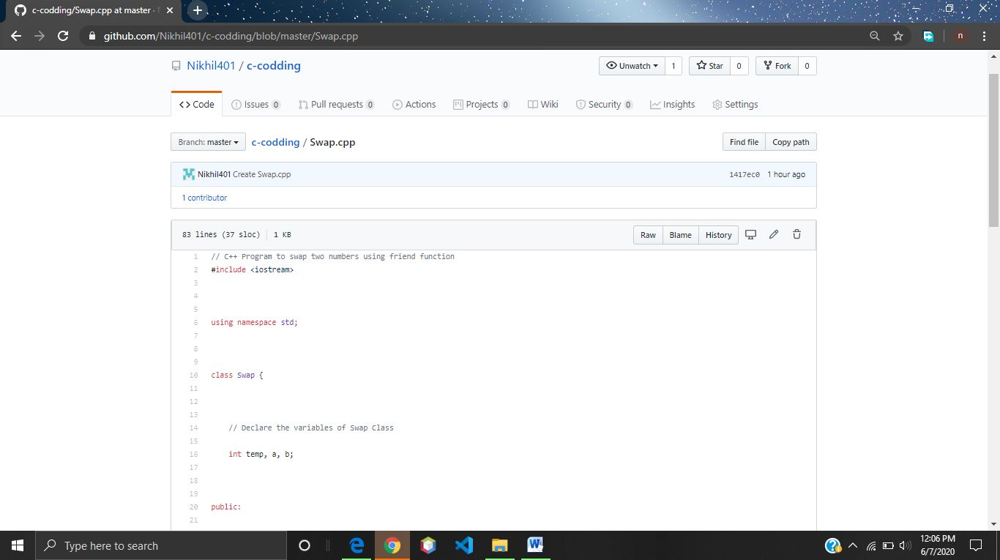 c-codding/Swap.cpp at master ·
github.com/Nikhil401/c-codding/blob/master/Swap.cpp
n
Nikhil401 / c-codding
Unwatch 1 Star 0 Fork 0
Code Issues 0 Pull requests 0 Actions Projects 0 Wiki Security 0 Insights Settings
Branch: master c-codding / Swap.cpp Find file Copy path
Nikhil401 Create Swap.cpp 1417ec0 1 hour ago
1 contributor
83 lines (37 sloc) 1 KB Raw Blame History
1 // C++ Program to swap two numbers using friend function
2 #include <iostream>
3
4
5
6 using namespace std;
7
8
9
10 class Swap {
11
12
13
14 // Declare the variables of Swap Class
15
16 int temp, a, b;
17
18
19
20 public:
21
Type here to search
12:06 PM
6/7/2020